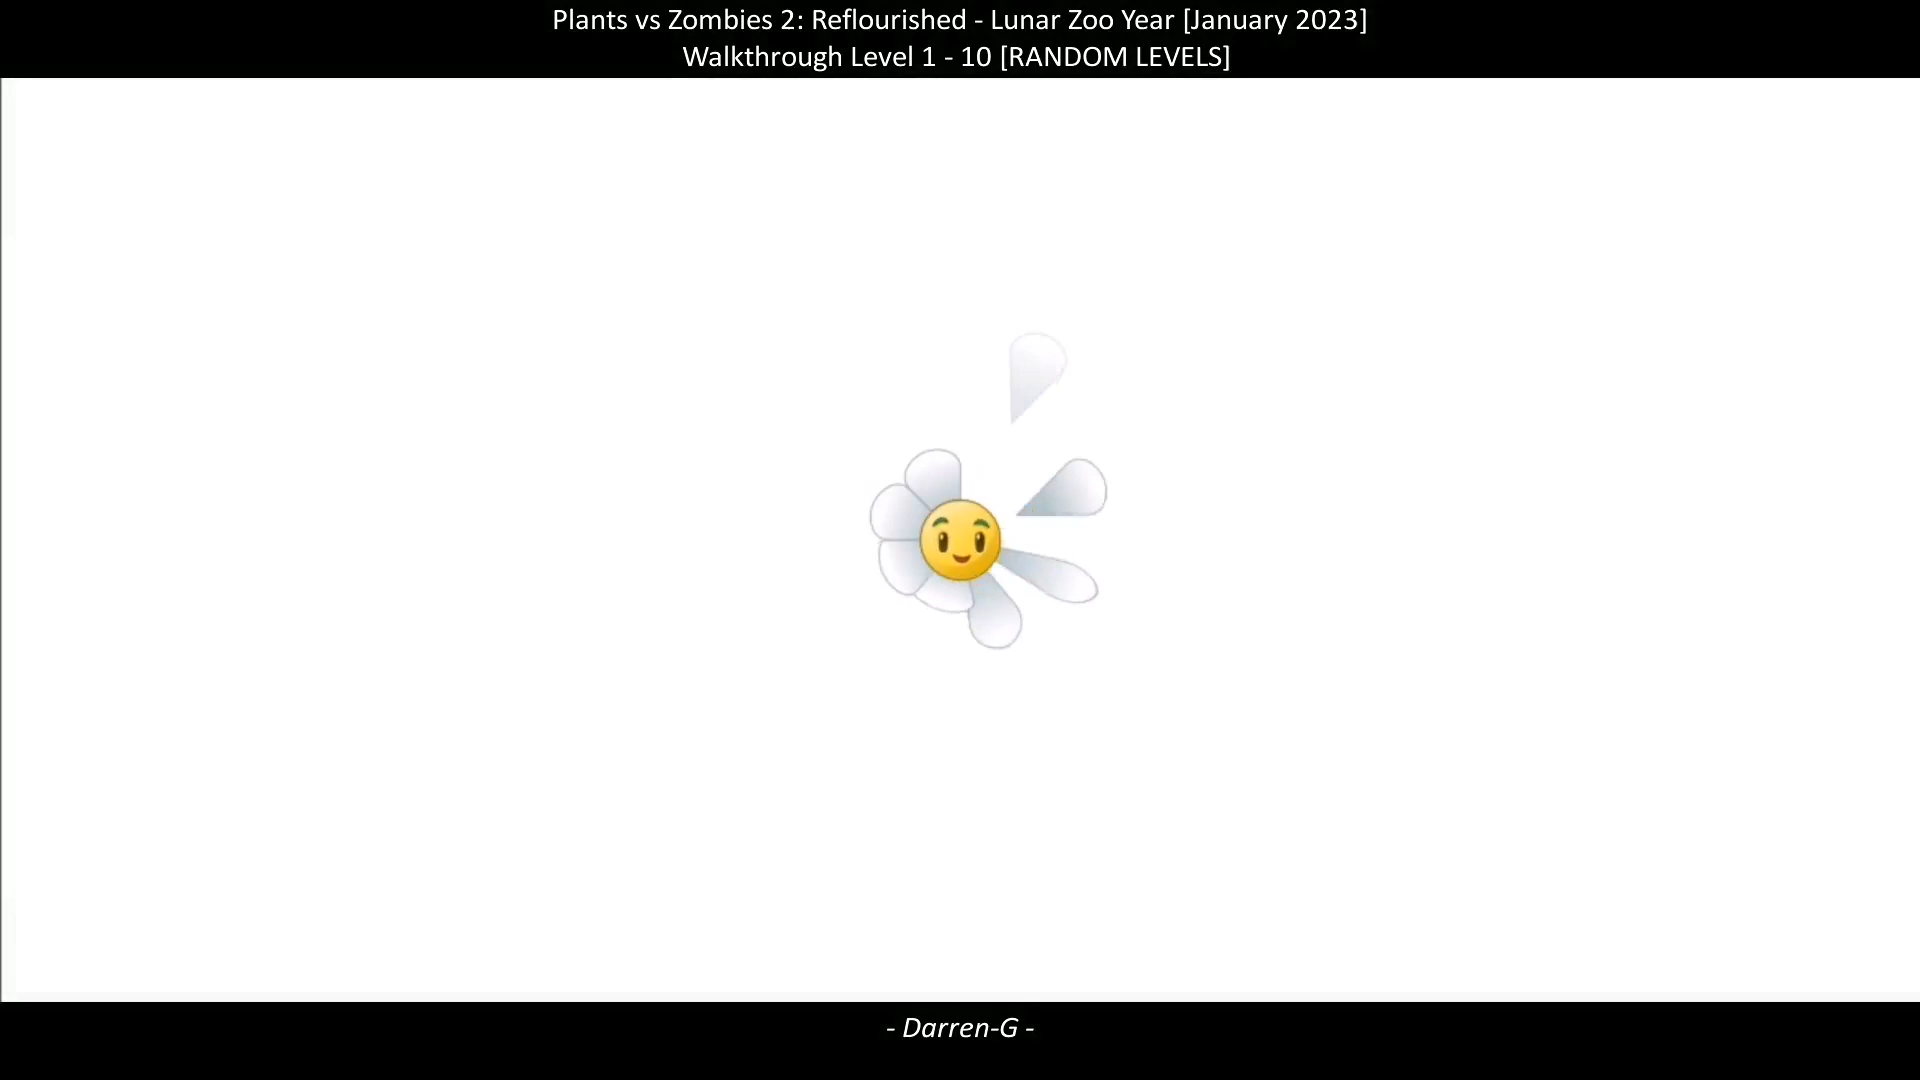 Plants vs Zombies 2: Reflourished - Lunar Zoo Year [January 2023]
Walkthrough Level 1 - 10 [RANDOM LEVELS]
- Darren-G -